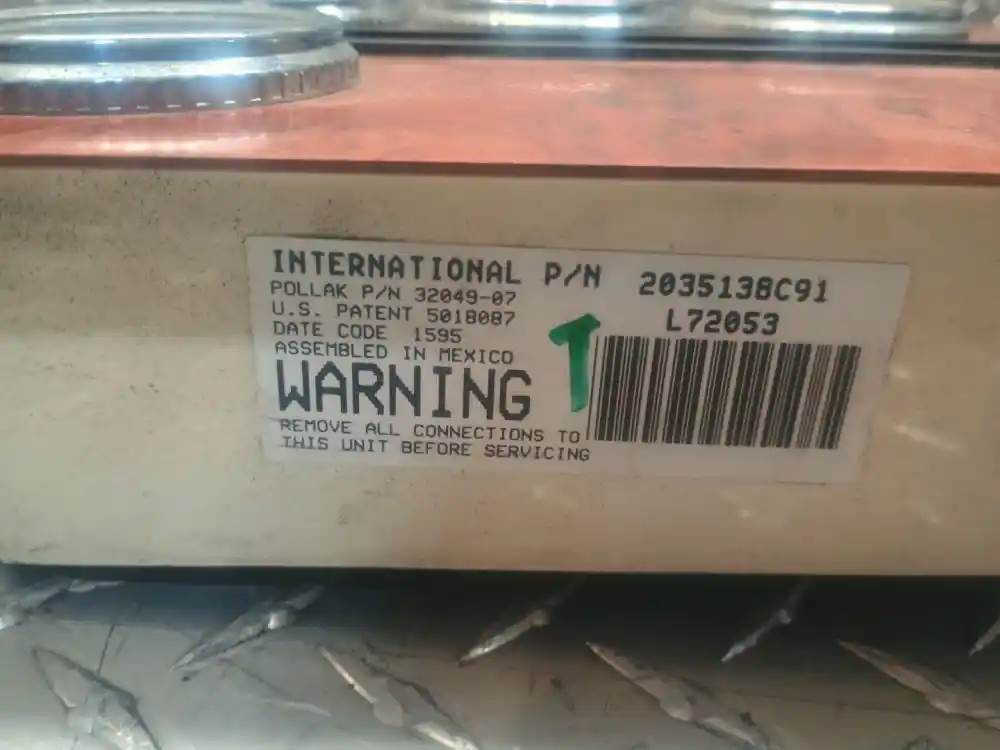 INTERNATIONAL P/N 2035138C91
POLLAK P/N 32049-07
L72053
U.S. PATENT 5018087
DATE CODE 1595
ASSEMBLED IN MEXICO
1
WARNING
REMOVE ALL CONNECTIONS TO
THIS UNIT BEFORE SERVICING